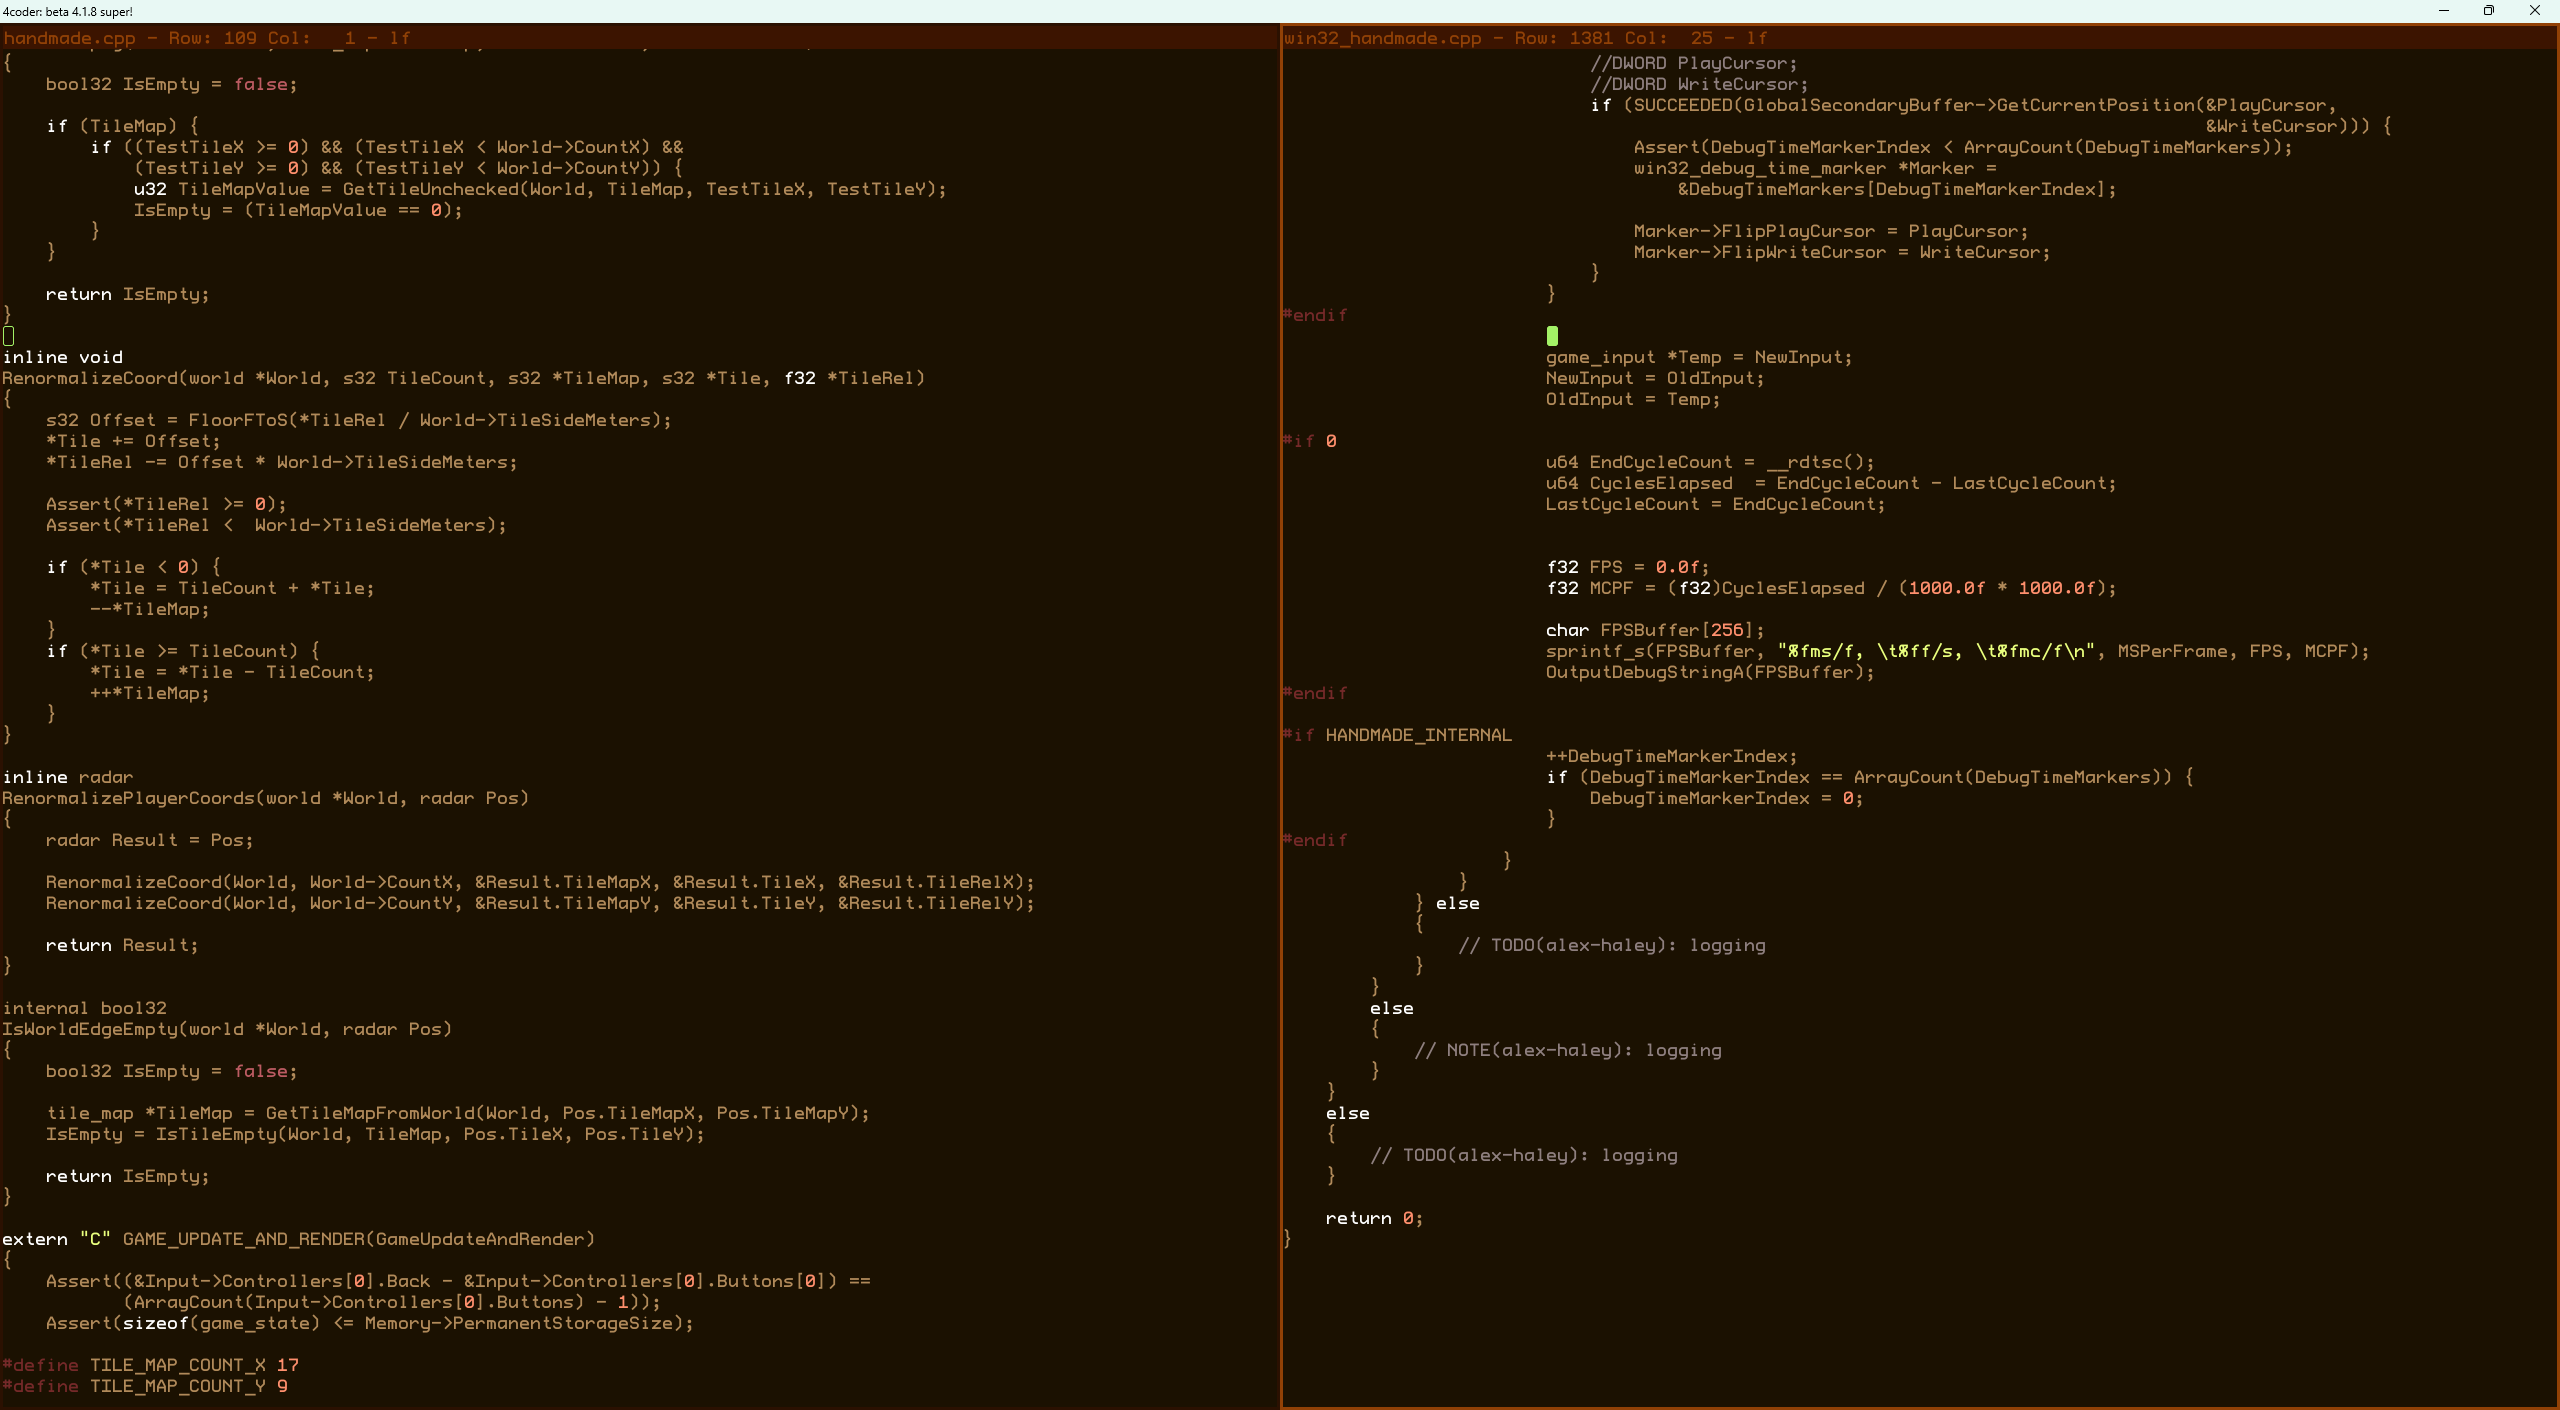 4coder: beta 4.1.8 super!
handmade.cpp - Row: 109 Col:   1 - lf
{
    bool32 IsEmpty = false;

    if (TileMap) {
        if ((TestTileX >= 0) && (TestTileX < World->CountX) &&
            (TestTileY >= 0) && (TestTileY < World->CountY)) {
            u32 TileMapValue = GetTileUnchecked(World, TileMap, TestTileX, TestTileY);
            IsEmpty = (TileMapValue == 0);
        }
    }

    return IsEmpty;
}

inline void
RenormalizeCoord(world *World, s32 TileCount, s32 *TileMap, s32 *Tile, f32 *TileRel)
{
    s32 Offset = FloorFToS(*TileRel / World->TileSideMeters);
    *Tile += Offset;
    *TileRel -= Offset * World->TileSideMeters;

    Assert(*TileRel >= 0);
    Assert(*TileRel <  World->TileSideMeters);

    if (*Tile < 0) {
        *Tile = TileCount + *Tile;
        --*TileMap;
    }
    if (*Tile >= TileCount) {
        *Tile = *Tile - TileCount;
        ++*TileMap;
    }
}

inline radar
RenormalizePlayerCoords(world *World, radar Pos)
{
    radar Result = Pos;

    RenormalizeCoord(World, World->CountX, &Result.TileMapX, &Result.TileX, &Result.TileRelX);
    RenormalizeCoord(World, World->CountY, &Result.TileMapY, &Result.TileY, &Result.TileRelY);

    return Result;
}

internal bool32
IsWorldEdgeEmpty(world *World, radar Pos)
{
    bool32 IsEmpty = false;

    tile_map *TileMap = GetTileMapFromWorld(World, Pos.TileMapX, Pos.TileMapY);
    IsEmpty = IsTileEmpty(World, TileMap, Pos.TileX, Pos.TileY);

    return IsEmpty;
}

extern "C" GAME_UPDATE_AND_RENDER(GameUpdateAndRender)
{
    Assert((&Input->Controllers[0].Back - &Input->Controllers[0].Buttons[0]) ==
           (ArrayCount(Input->Controllers[0].Buttons) - 1));
    Assert(sizeof(game_state) <= Memory->PermanentStorageSize);

#define TILE_MAP_COUNT_X 17
#define TILE_MAP_COUNT_Y 9
win32_handmade.cpp - Row: 1381 Col:  25 - lf
                            //DWORD PlayCursor;
                            //DWORD WriteCursor;
                            if (SUCCEEDED(GlobalSecondaryBuffer->GetCurrentPosition(&PlayCursor,
                                                                                    &WriteCursor))) {
                                Assert(DebugTimeMarkerIndex < ArrayCount(DebugTimeMarkers));
                                win32_debug_time_marker *Marker =
                                    &DebugTimeMarkers[DebugTimeMarkerIndex];

                                Marker->FlipPlayCursor = PlayCursor;
                                Marker->FlipWriteCursor = WriteCursor;
                            }
                        }
#endif

                        game_input *Temp = NewInput;
                        NewInput = OldInput;
                        OldInput = Temp;

#if 0
                        u64 EndCycleCount = __rdtsc();
                        u64 CyclesElapsed  = EndCycleCount - LastCycleCount;
                        LastCycleCount = EndCycleCount;


                        f32 FPS = 0.0f;
                        f32 MCPF = (f32)CyclesElapsed / (1000.0f * 1000.0f);

                        char FPSBuffer[256];
                        sprintf_s(FPSBuffer, "%fms/f, \t%ff/s, \t%fmc/f\n", MSPerFrame, FPS, MCPF);
                        OutputDebugStringA(FPSBuffer);
#endif

#if HANDMADE_INTERNAL
                        ++DebugTimeMarkerIndex;
                        if (DebugTimeMarkerIndex == ArrayCount(DebugTimeMarkers)) {
                            DebugTimeMarkerIndex = 0;
                        }
#endif
                    }
                }
            } else
            {
                // TODO(alex-haley): logging
            }
        }
        else
        {
            // NOTE(alex-haley): logging
        }
    }
    else
    {
        // TODO(alex-haley): logging
    }

    return 0;
}